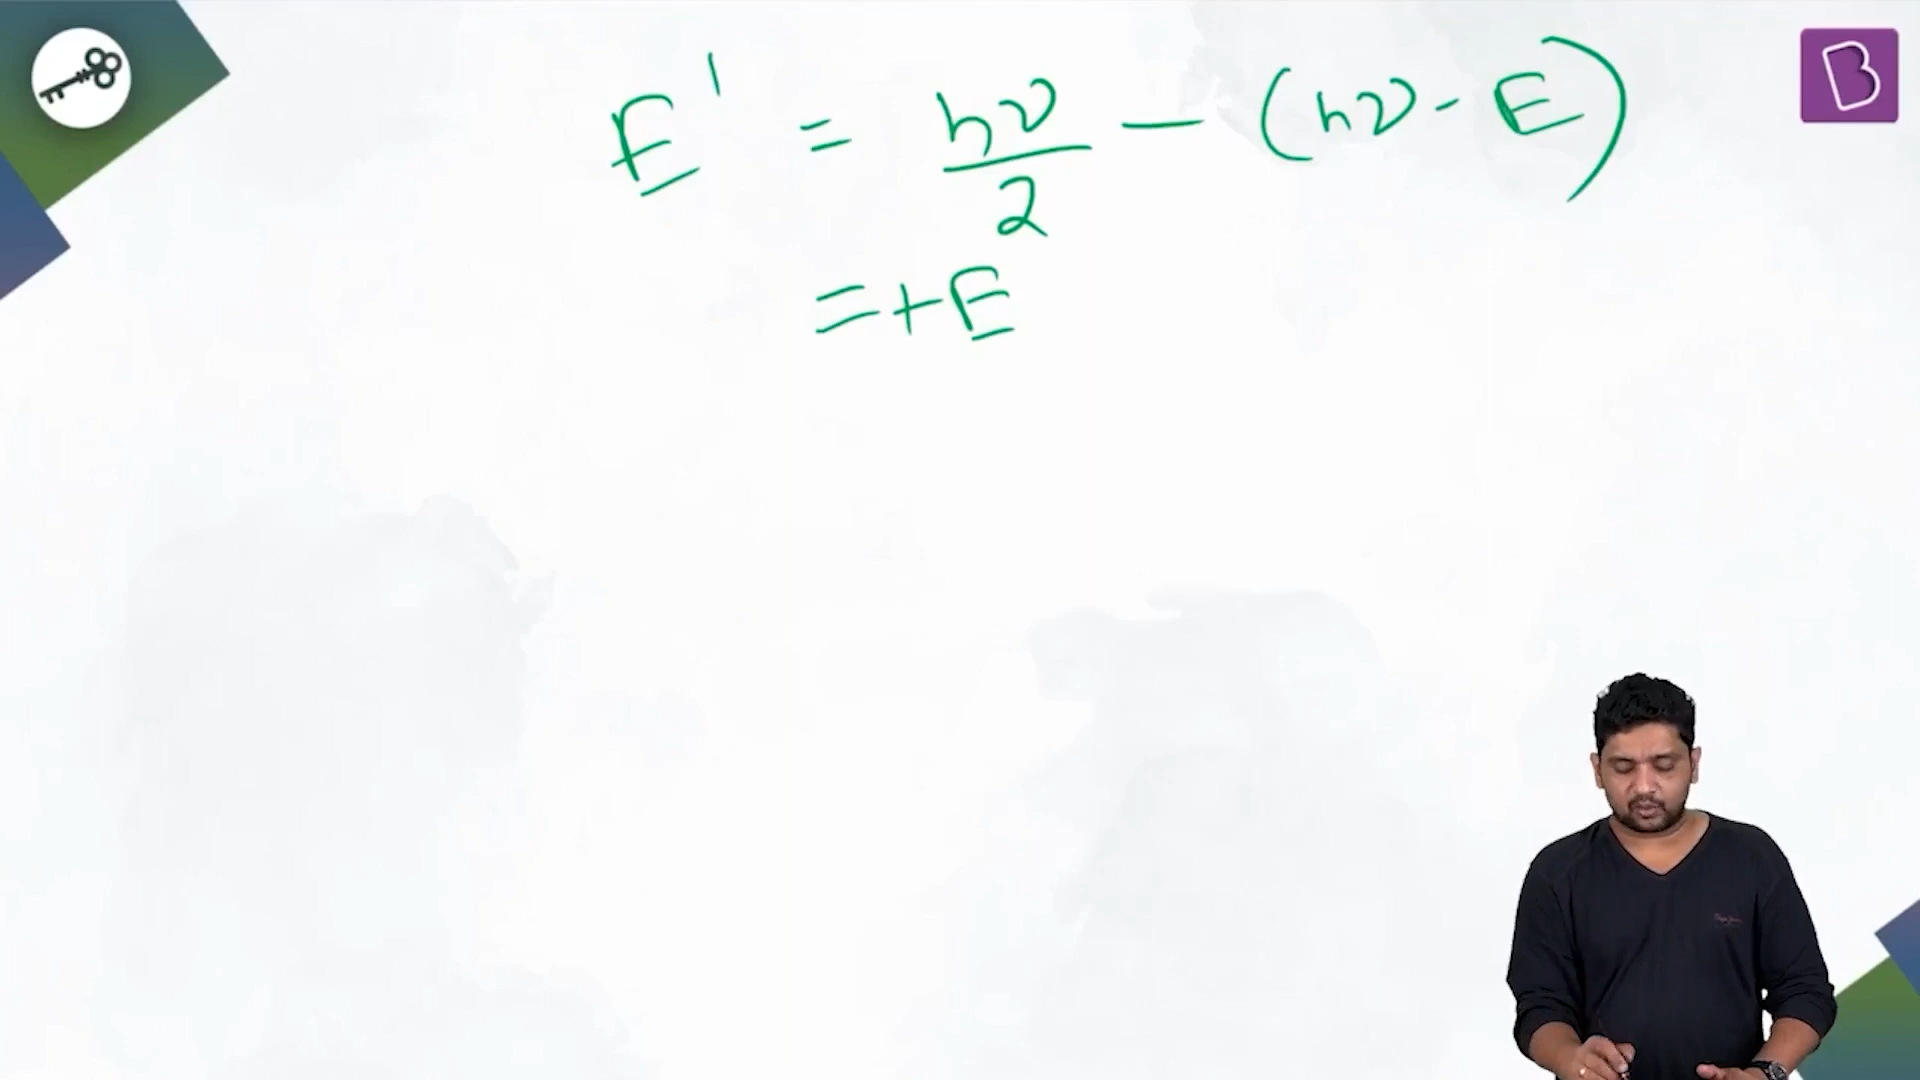 E' = hν/2 - (hν - E)
= + E